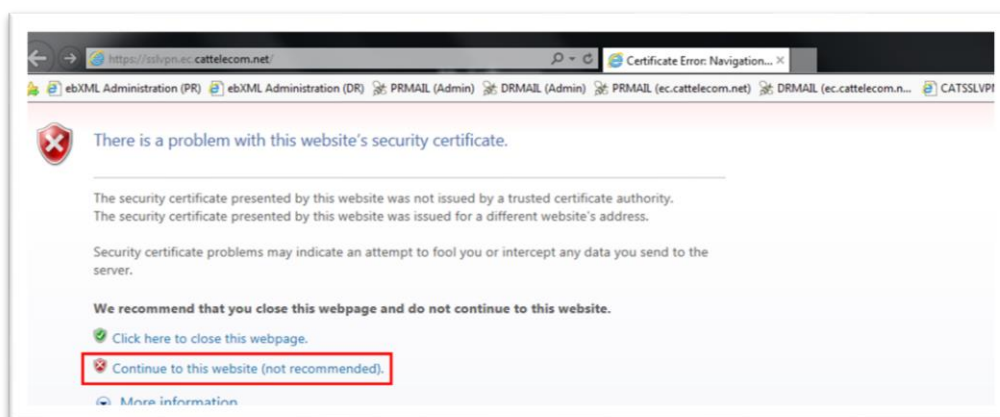 https://sslvpn.ec.cattelecom.net/
Certificate Error: Navigation...
ebXML Administration (PR) ebXML Administration (DR) PRMAIL (Admin) DRMAIL (Admin) PRMAIL (ec.cattelecom.net) DRMAIL (ec.cattelecom.n... CATSSLVPN
There is a problem with this website's security certificate.
The security certificate presented by this website was not issued by a trusted certificate authority.
The security certificate presented by this website was issued for a different website's address.
Security certificate problems may indicate an attempt to fool you or intercept any data you send to the
server.
We recommend that you close this webpage and do not continue to this website.
Click here to close this webpage.
Continue to this website (not recommended).
More information